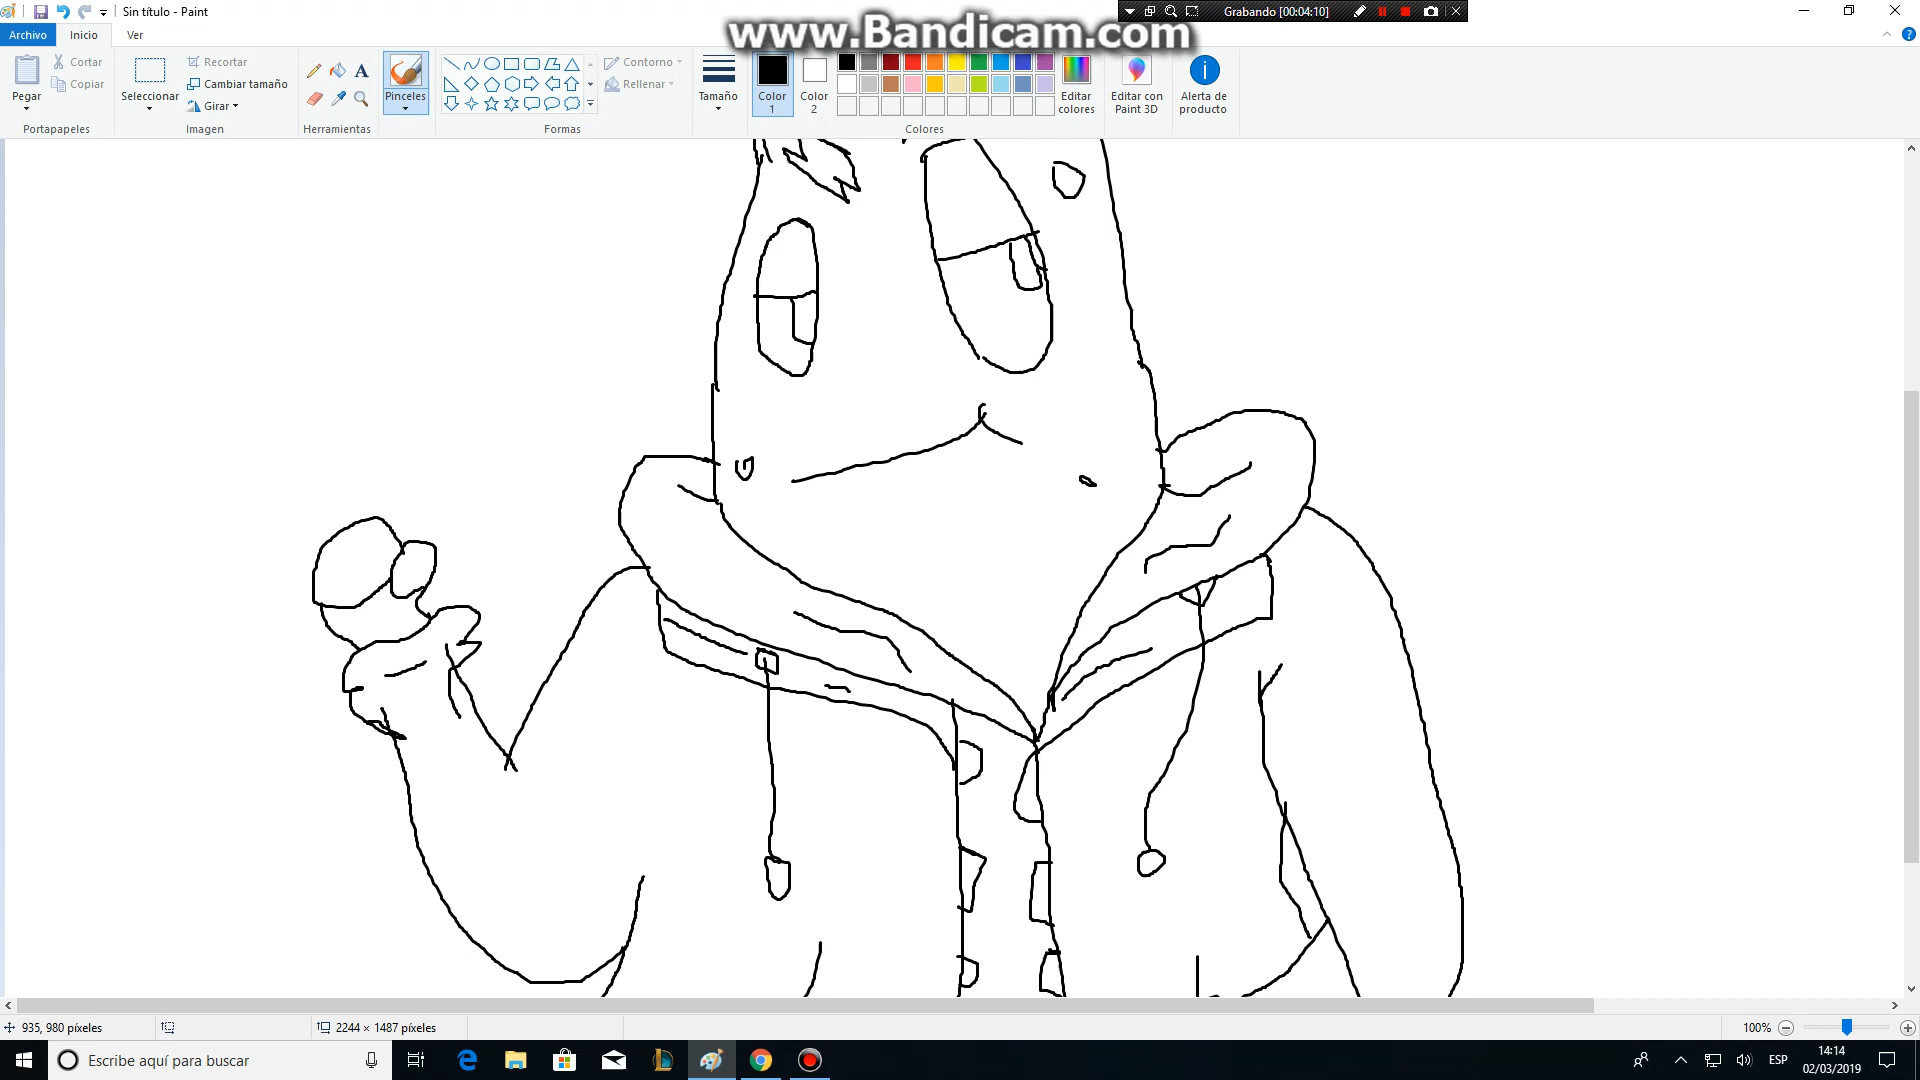 Sin título - Paint
www.Bandicam.com
Grabando [00:04:10]
Archivo
Inicio
Ver
Pegar
Cortar
Copiar
Portapapeles
Seleccionar
Recortar
Cambiar tamaño
Girar
Imagen
A
Herramientas
Pinceles
Formas
Contorno
Rellenar
Tamaño
Color
1
Color
2
Colores
Editar
colores
Editar con
Paint 3D
Alerta de
producto
935, 980 píxeles
2244 × 1487 píxeles
100%
Escribe aquí para buscar
ESP
14:14
02/03/2019